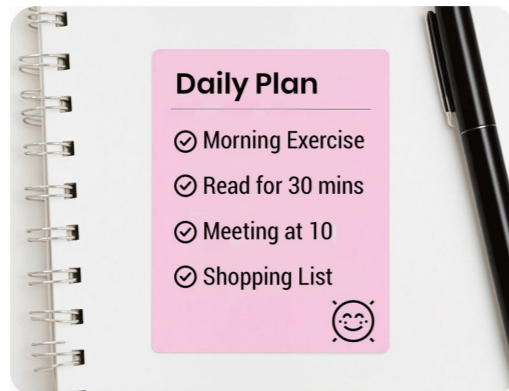 Daily Plan
Morning Exercise
Read for 30 mins
Meeting at 10
Shopping List